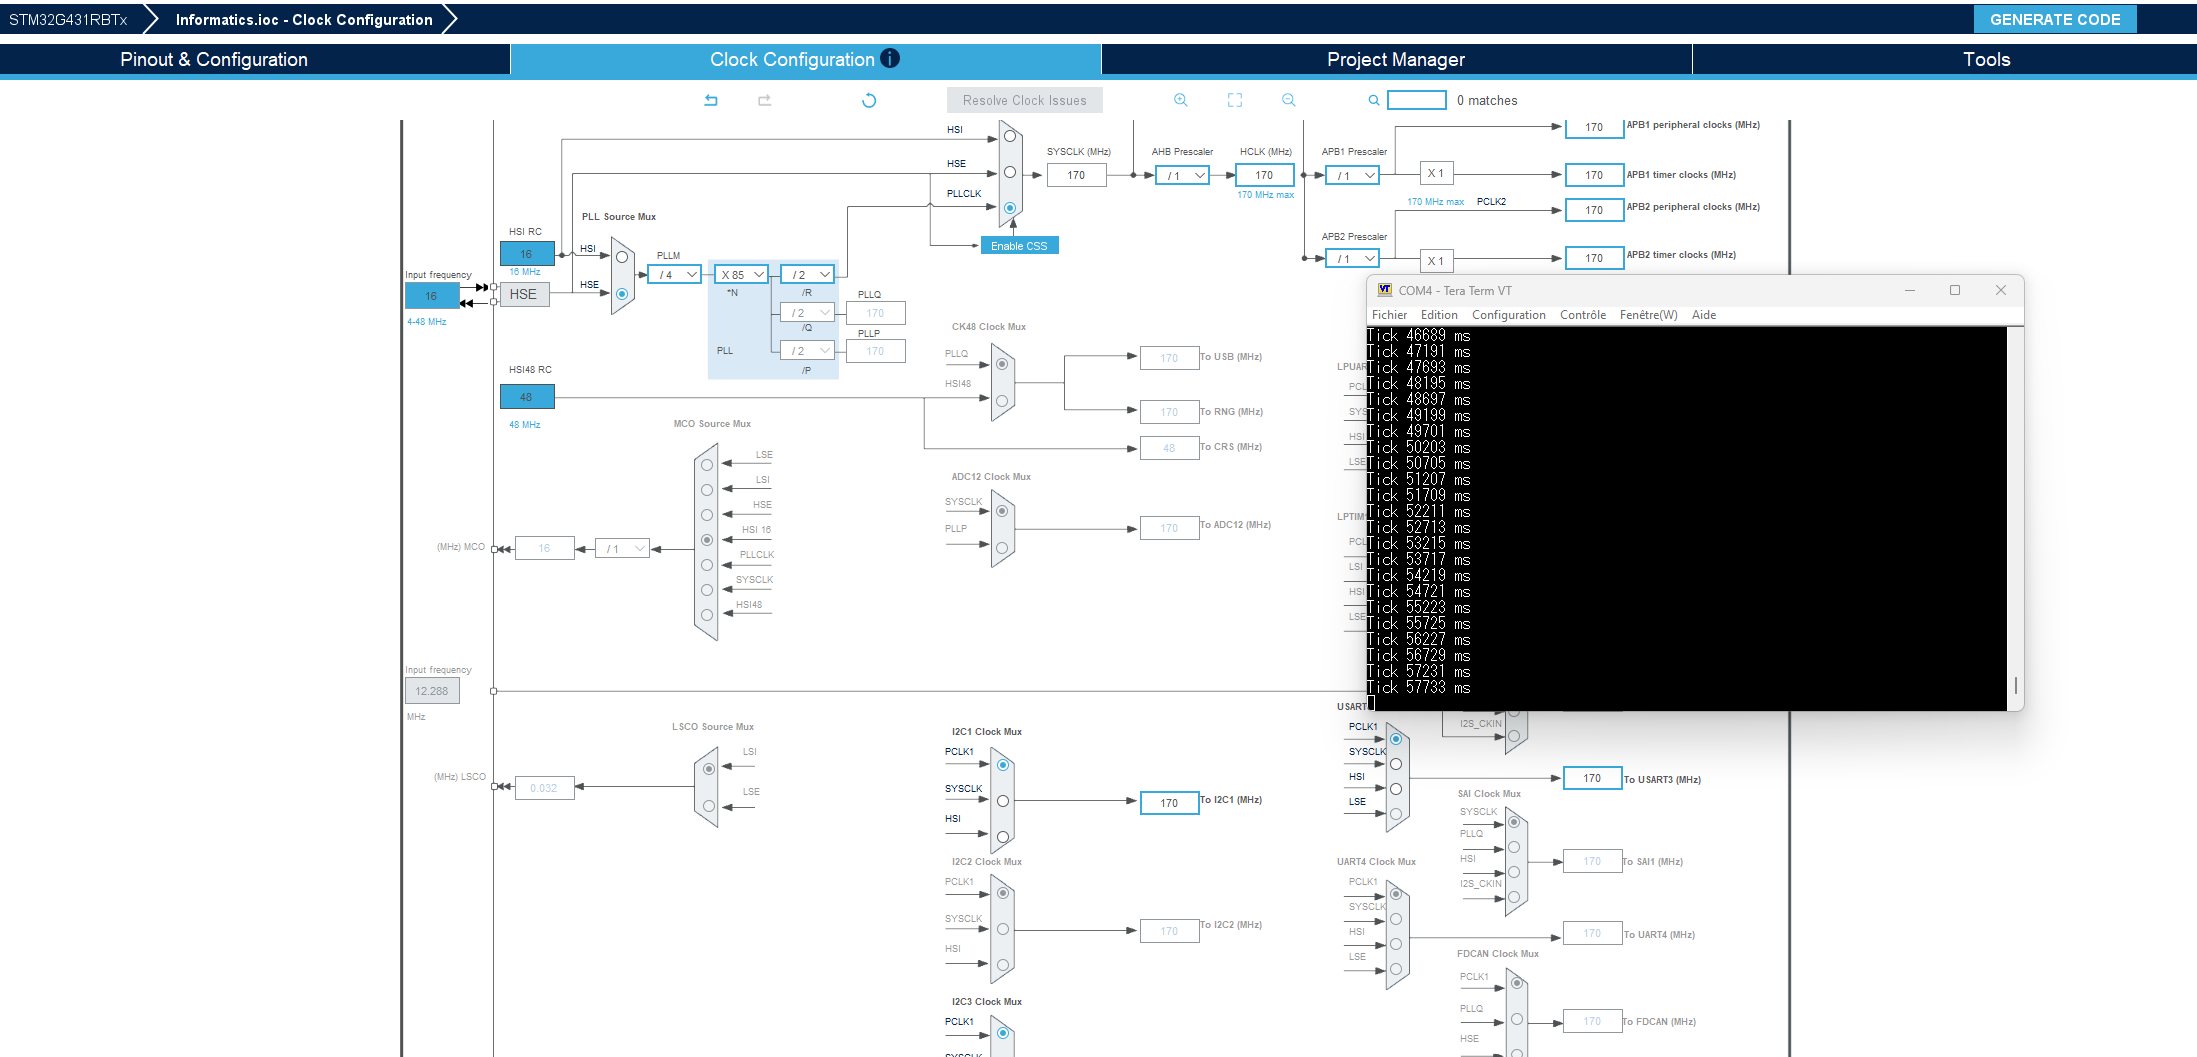 STM32G431RBTx
Informatics.ioc - Clock Configuration
GENERATE CODE
Pinout & Configuration
Clock Configuration
Project Manager
Tools
Resolve Clock Issues
0 matches
HSI
HSE
PLLCLK
SYSCLK (MHz)
170
AHB Prescaler
/ 1
HCLK (MHz)
170
170 MHz max
APB1 Prescaler
/ 1
X 1
170
APB1 peripheral clocks (MHz)
170
APB1 timer clocks (MHz)
170 MHz max
PCLK2
170
APB2 peripheral clocks (MHz)
APB2 Prescaler
/ 1
X 1
170
APB2 timer clocks (MHz)
Enable CSS
PLL Source Mux
HSI RC
16
16 MHz
HSI
HSE
Input frequency
16
4-48 MHz
HSE
PLLM
/ 4
X 85
*N
/ 2
/R
/ 2
/Q
/ 2
/P
PLL
PLLQ
170
PLLP
170
HSI48 RC
48
48 MHz
CK48 Clock Mux
PLLQ
HSI48
170
To USB (MHz)
170
To RNG (MHz)
48
To CRS (MHz)
MCO Source Mux
LSE
LSI
HSE
HSI 16
PLLCLK
SYSCLK
HSI48
(MHz) MCO
16
/ 1
ADC12 Clock Mux
SYSCLK
PLLP
170
To ADC12 (MHz)
LPUAR
PCL
SYS
HSI
LSE
LPTIM
PCL
LSI
HSI
LSE
COM4 - Tera Term VT
Fichier Edition Configuration Contrôle Fenêtre(W) Aide
Tick 46689 ms
Tick 47191 ms
Tick 47693 ms
Tick 48195 ms
Tick 48697 ms
Tick 49199 ms
Tick 49701 ms
Tick 50203 ms
Tick 50705 ms
Tick 51207 ms
Tick 51709 ms
Tick 52211 ms
Tick 52713 ms
Tick 53215 ms
Tick 53717 ms
Tick 54219 ms
Tick 54721 ms
Tick 55223 ms
Tick 55725 ms
Tick 56227 ms
Tick 56729 ms
Tick 57231 ms
Tick 57733 ms
Input frequency
12.288
MHz
LSCO Source Mux
LSI
LSE
(MHz) LSCO
0.032
I2C1 Clock Mux
PCLK1
SYSCLK
HSI
170
To I2C1 (MHz)
I2C2 Clock Mux
PCLK1
SYSCLK
HSI
170
To I2C2 (MHz)
I2C3 Clock Mux
PCLK1
SYSCLK
USART
PCLK1
SYSCLK
HSI
LSE
170
To USART3 (MHz)
I2S_CKIN
SAI Clock Mux
SYSCLK
PLLQ
HSI
I2S_CKIN
170
To SAI1 (MHz)
UART4 Clock Mux
PCLK1
SYSCLK
HSI
LSE
170
To UART4 (MHz)
FDCAN Clock Mux
PCLK1
PLLQ
HSE
170
To FDCAN (MHz)